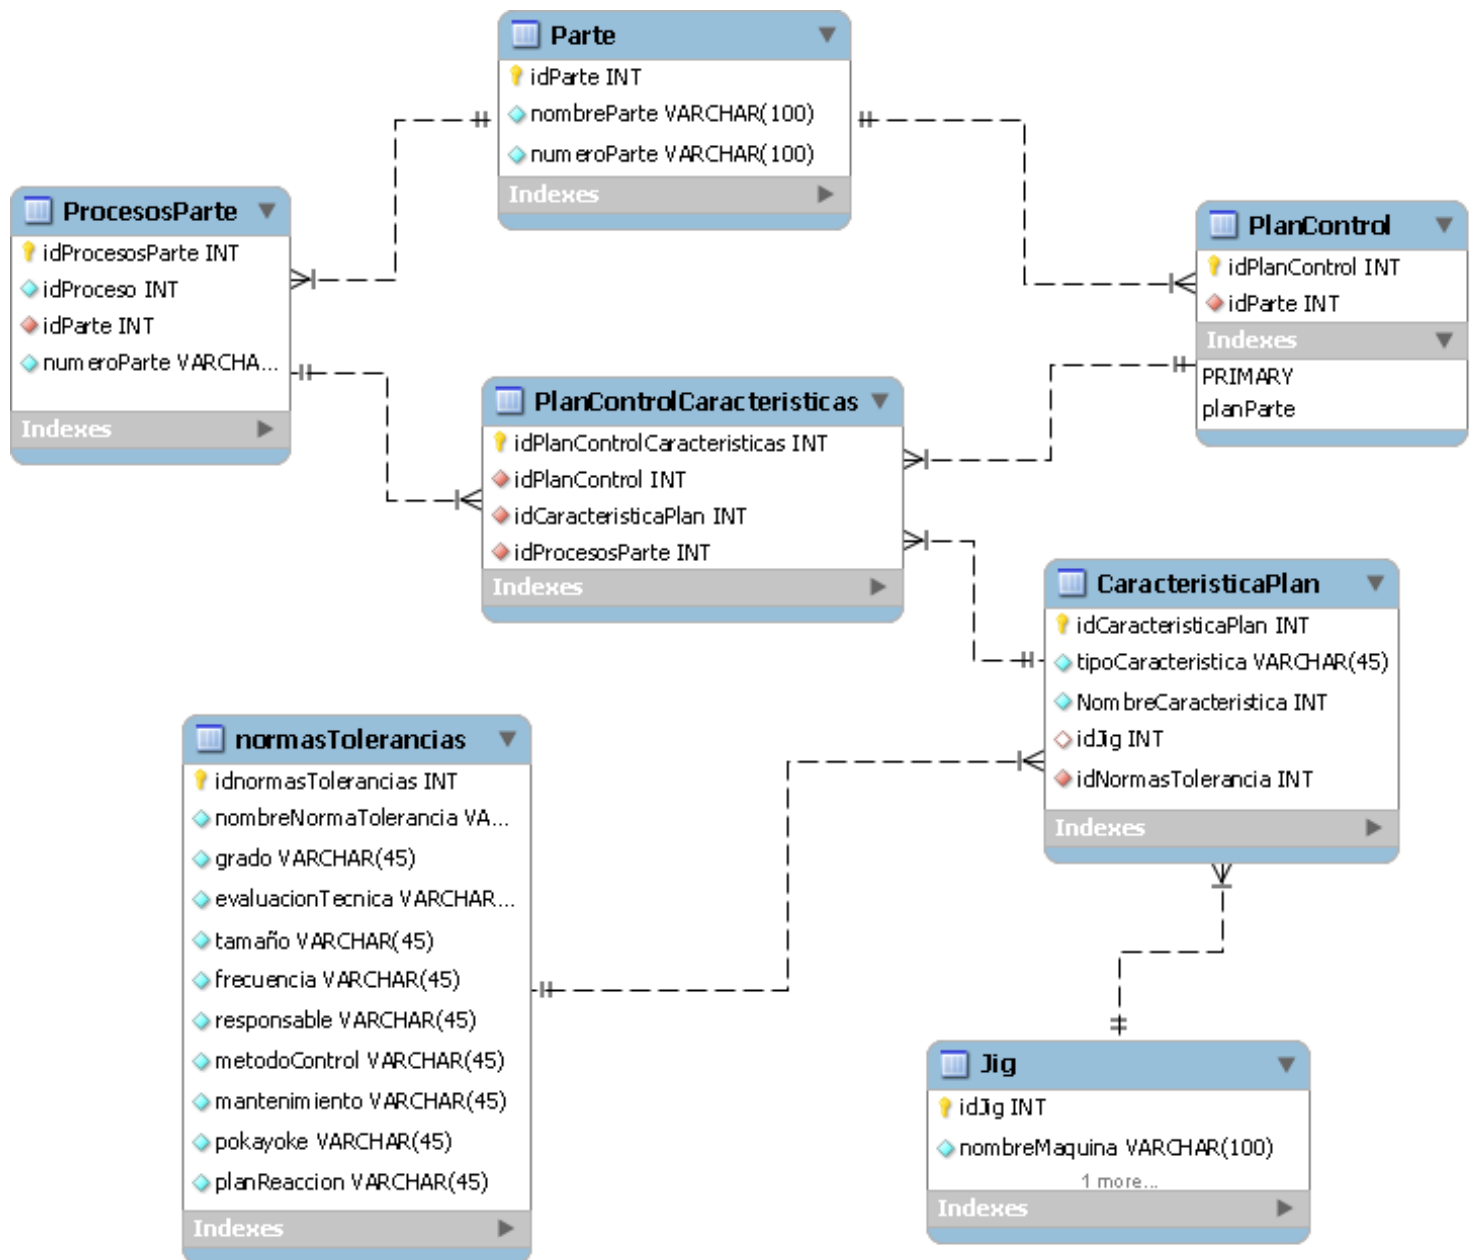 Parte
idParte INT
nombreParte VARCHAR(100)
numeroParte VARCHAR(100)
Indexes
ProcesosParte
idProcesosParte INT
idProceso INT
idParte INT
numeroParte VARCHA...
Indexes
PlanControl
idPlanControl INT
idParte INT
Indexes
PRIMARY
planParte
PlanControlCaracteristicas
idPlanControlCaracteristicas INT
idPlanControl INT
idCaracteristicaPlan INT
idProcesosParte INT
Indexes
CaracteristicaPlan
idCaracteristicaPlan INT
tipoCaracteristica VARCHAR(45)
NombreCaracteristica INT
idJig INT
idNormasTolerancia INT
Indexes
normasTolerancias
idnormasTolerancias INT
nombreNormaTolerancia VA...
grado VARCHAR(45)
evaluacionTecnica VARCHAR...
tamaño VARCHAR(45)
frecuencia VARCHAR(45)
responsable VARCHAR(45)
metodoControl VARCHAR(45)
mantenimiento VARCHAR(45)
pokayoke VARCHAR(45)
planReaccion VARCHAR(45)
Indexes
Jig
idJig INT
nombreMaquina VARCHAR(100)
1 more...
Indexes